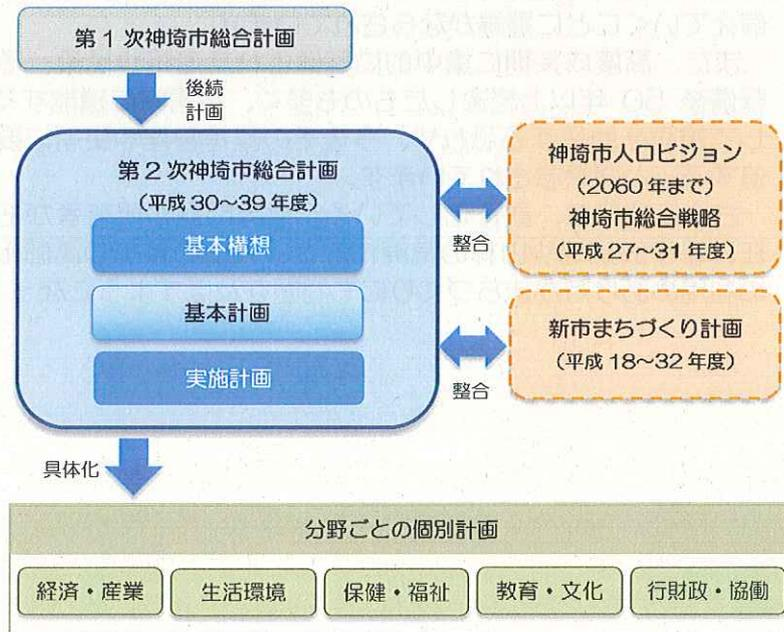 第1次神埼市総合計画
後続
計画
第2次神埼市総合計画
(平成30～39年度)
基本構想
基本計画
実施計画
整合
神埼市人口ビジョン
(2060年まで)
神埼市総合戦略
(平成27～31年度)
整合
新市まちづくり計画
(平成18～32年度)
具体化
分野ごとの個別計画
経済・産業
生活環境
保健・福祉
教育・文化
行財政・協働